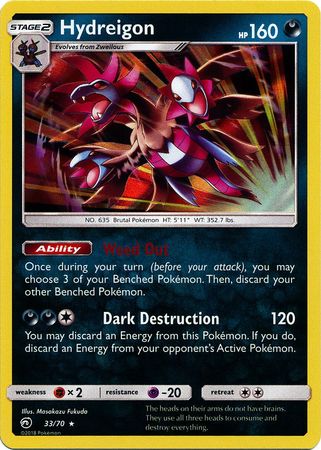 STAGE2 Hydreigon HP 160
Evolves from Zweilous
NO. 635 Brutal Pokémon HT: 5'11" WT: 352.7 lbs.
Ability Weed Out
Once during your turn (before your attack), you may
choose 3 of your Benched Pokémon. Then, discard
your other Benched Pokémon.
Dark Destruction 120
You may discard an Energy from this Pokémon. If you do,
discard an Energy from your opponent's Active Pokémon.
weakness × 2 resistance -20 retreat
Illus. Masakazu Fukuda
33/70 ★
©2018 Pokémon
The heads on their arms do not have brains.
They use all three heads to consume and
destroy everything.